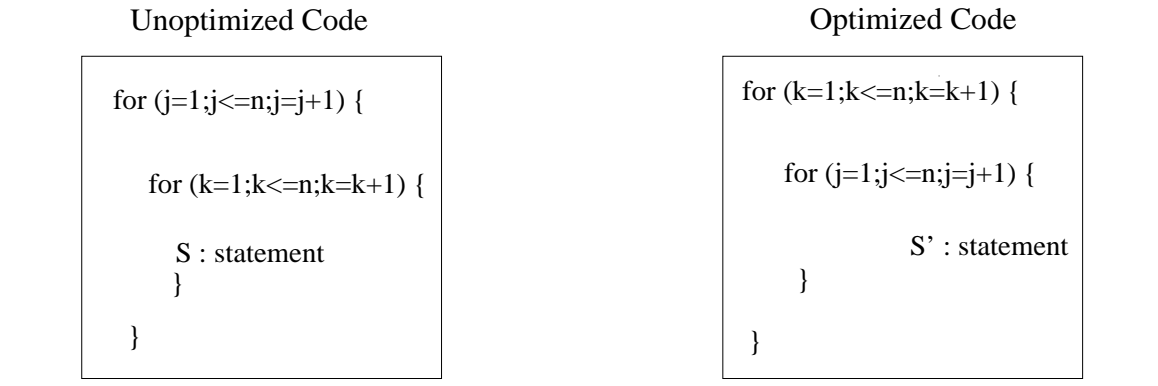 Unoptimized Code
for (j=1;j<=n;j=j+1) {
for (k=1;k<=n;k=k+1) {
S : statement
}
}
Optimized Code
for (k=1;k<=n;k=k+1) {
for (j=1;j<=n;j=j+1) {
S’ : statement
}
}